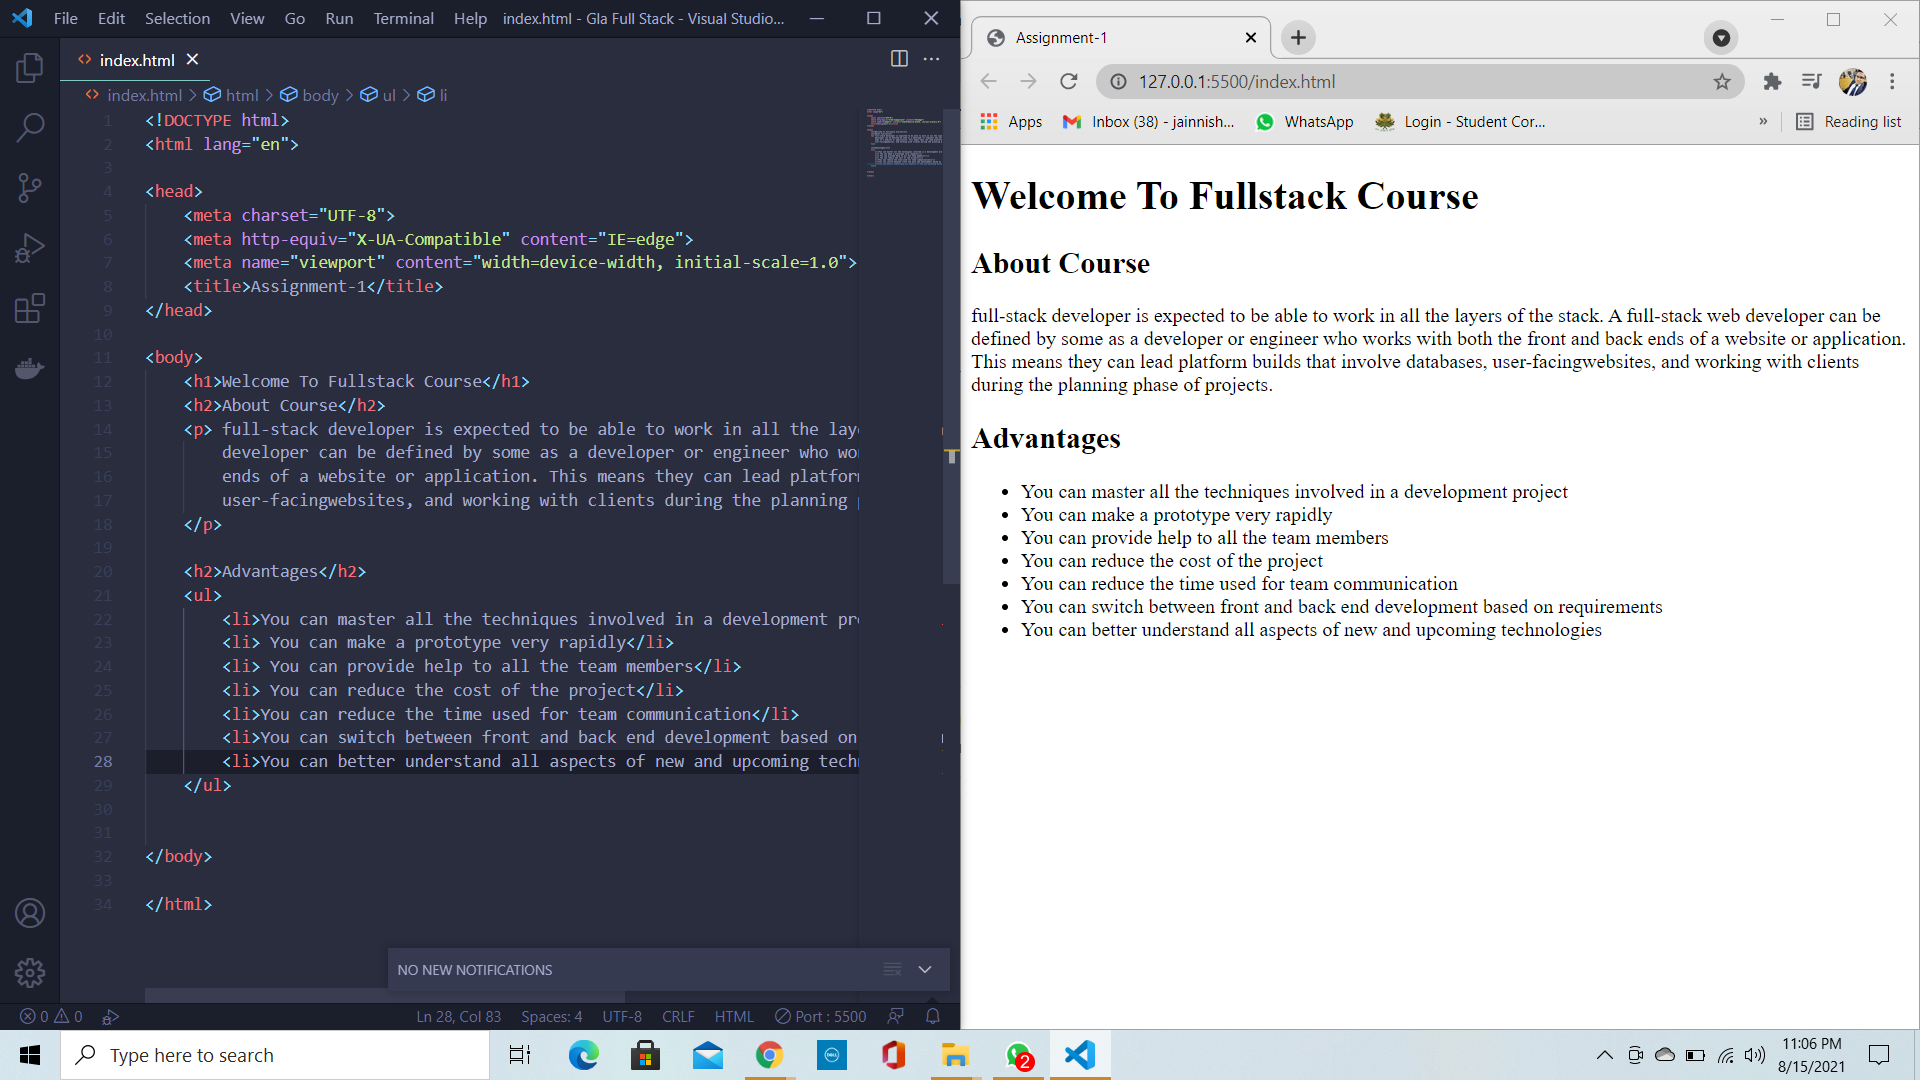 File Edit Selection View Go Run Terminal Help index.html - Gla Full Stack - Visual Studio...
index.html
index.html > html > body > ul > li
1 <!DOCTYPE html>
2 <html lang="en">
3
4 <head>
5 <meta charset="UTF-8">
6 <meta http-equiv="X-UA-Compatible" content="IE=edge">
7 <meta name="viewport" content="width=device-width, initial-scale=1.0">
8 <title>Assignment-1</title>
9 </head>
10
11 <body>
12 <h1>Welcome To Fullstack Course</h1>
13 <h2>About Course</h2>
14 <p> full-stack developer is expected to be able to work in all the laye
15 developer can be defined by some as a developer or engineer who wor
16 ends of a website or application. This means they can lead platform
17 user-facingwebsites, and working with clients during the planning p
18 </p>
19
20 <h2>Advantages</h2>
21 <ul>
22 <li>You can master all the techniques involved in a development pro
23 <li> You can make a prototype very rapidly</li>
24 <li> You can provide help to all the team members</li>
25 <li> You can reduce the cost of the project</li>
26 <li>You can reduce the time used for team communication</li>
27 <li>You can switch between front and back end development based on
28 <li>You can better understand all aspects of new and upcoming techn
29 </ul>
30
31
32 </body>
33
34 </html>
NO NEW NOTIFICATIONS
0 0 Ln 28, Col 83 Spaces: 4 UTF-8 CRLF HTML Port : 5500
Assignment-1
127.0.0.1:5500/index.html
Apps Inbox (38) - jainnish... WhatsApp Login - Student Cor... » Reading list
Welcome To Fullstack Course
About Course
full-stack developer is expected to be able to work in all the layers of the stack. A full-stack web developer can be
defined by some as a developer or engineer who works with both the front and back ends of a website or application.
This means they can lead platform builds that involve databases, user-facingwebsites, and working with clients
during the planning phase of projects.
Advantages
• You can master all the techniques involved in a development project
• You can make a prototype very rapidly
• You can provide help to all the team members
• You can reduce the cost of the project
• You can reduce the time used for team communication
• You can switch between front and back end development based on requirements
• You can better understand all aspects of new and upcoming technologies
Type here to search
DELL
2
11:06 PM
8/15/2021